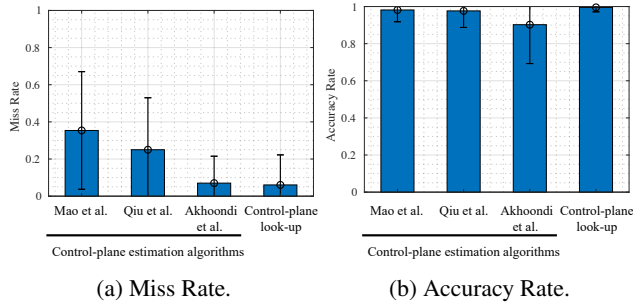 1
0.8
0.6
0.4
0.2
0
Miss Rate
Mao et al. Qiu et al. Akhoondi Control-plane
et al. look-up
Control-plane estimation algorithms
(a) Miss Rate.
1
0.8
0.6
0.4
0.2
0
Accuracy Rate
Mao et al. Qiu et al. Akhoondi Control-plane
et al. look-up
Control-plane estimation algorithms
(b) Accuracy Rate.